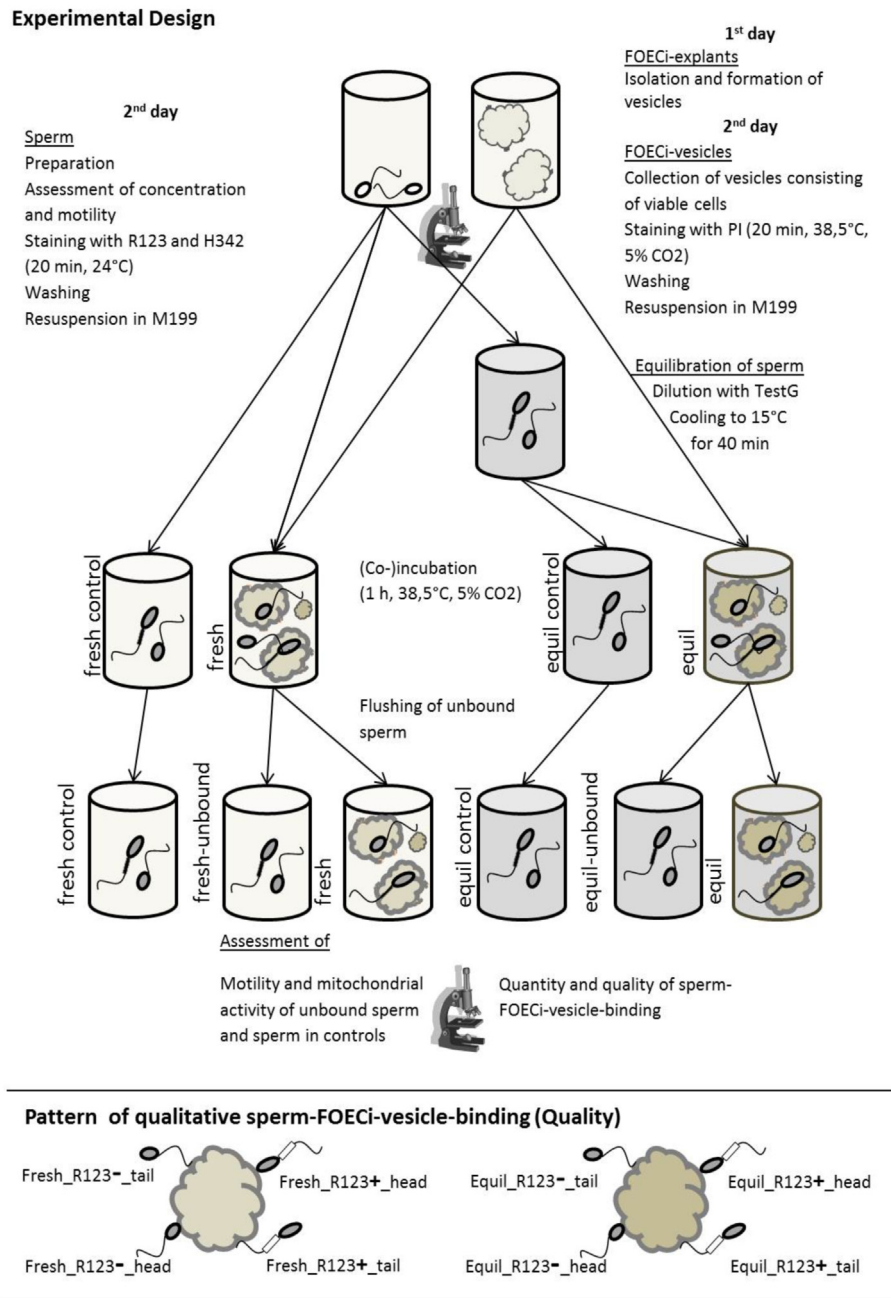 Experimental Design
1st day
FOECi-explants
Isolation and formation of
vesicles
2nd day
FOECi-vesicles
Collection of vesicles consisting
of viable cells
Staining with PI (20 min, 38,5°C,
5% CO2)
Washing
Resuspension in M199
2nd day
Sperm
Preparation
Assessment of concentration
and motility
Staining with R123 and H342
(20 min, 24°C)
Washing
Resuspension in M199
Equilibration of sperm
Dilution with TestG
Cooling to 15°C
for 40 min
fresh control
fresh
(Co-)incubation
(1 h, 38,5°C, 5% CO2)
equil control
equil
Flushing of unbound
sperm
fresh control
fresh-unbound
fresh
equil control
equil-unbound
equil
Assessment of
Motility and mitochondrial
activity of unbound sperm
and sperm in controls
Quantity and quality of sperm-
FOECi-vesicle-binding
Pattern of qualitative sperm-FOECi-vesicle-binding (Quality)
Fresh_R123-_tail
Fresh_R123+_head
Equil_R123-_tail
Equil_R123+_head
Fresh_R123-_head
Fresh_R123+_tail
Equil_R123-_head
Equil_R123+_tail